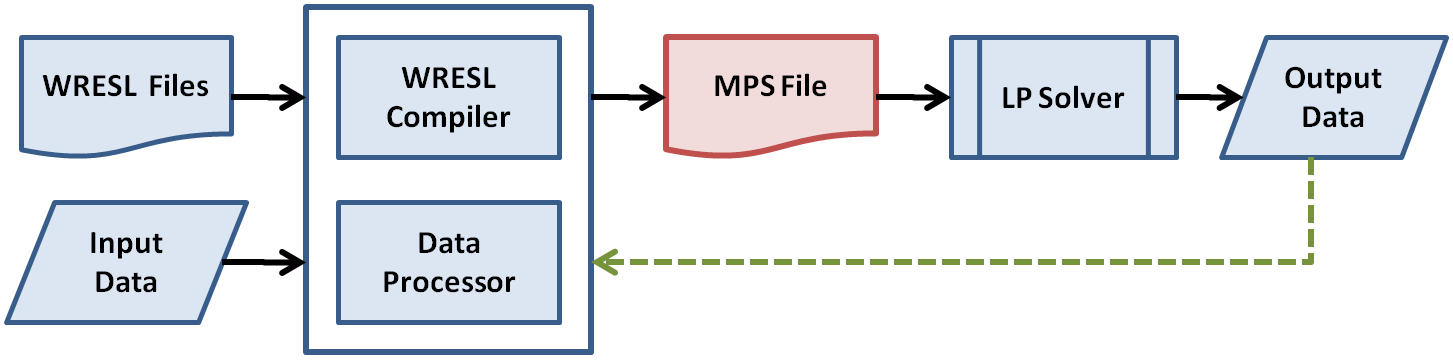 WRESL Files
WRESL
Compiler
MPS File
LP Solver
Output
Data
Input
Data
Data
Processor